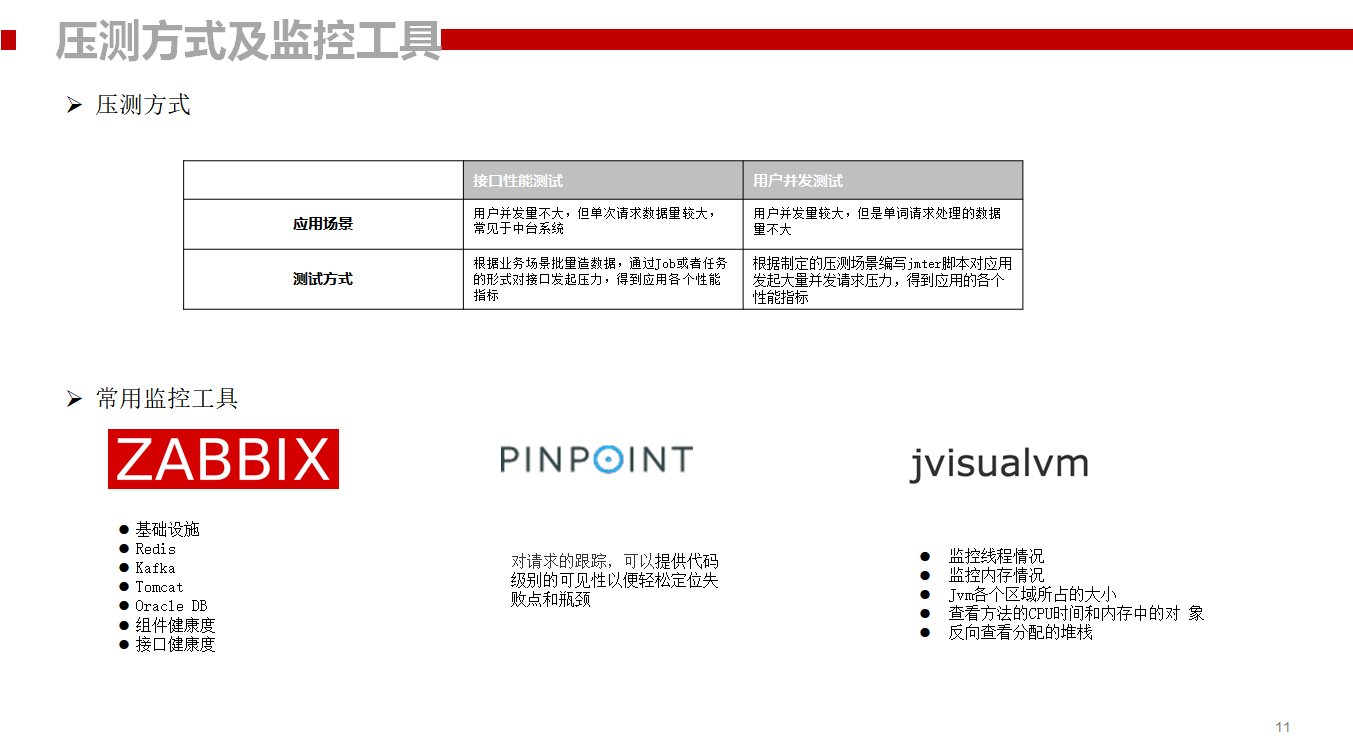 压测方式及监控工具
压测方式
接口性能测试
用户并发测试
应用场景
用户并发量不大，但单次请求数据量较大，
常见于中台系统
用户并发量较大，但是单词请求处理的数据
量不大
测试方式
根据业务场景批量造数据，通过Job或者任务
的形式对接口发起压力，得到应用各个性能
指标
根据制定的压测场景编写jmter脚本对应用
发起大量并发请求压力，得到应用的各个
性能指标
常用监控工具
ZABBIX
PINPOINT
jvisualvm
基础设施
Redis
Kafka
Tomcat
Oracle DB
组件健康度
接口健康度
对请求的跟踪，可以提供代码
级别的可见性以便轻松定位失
败点和瓶颈
监控线程情况
监控内存情况
Jvm各个区域所占的大小
查看方法的CPU时间和内存中的对 象
反向查看分配的堆栈
11